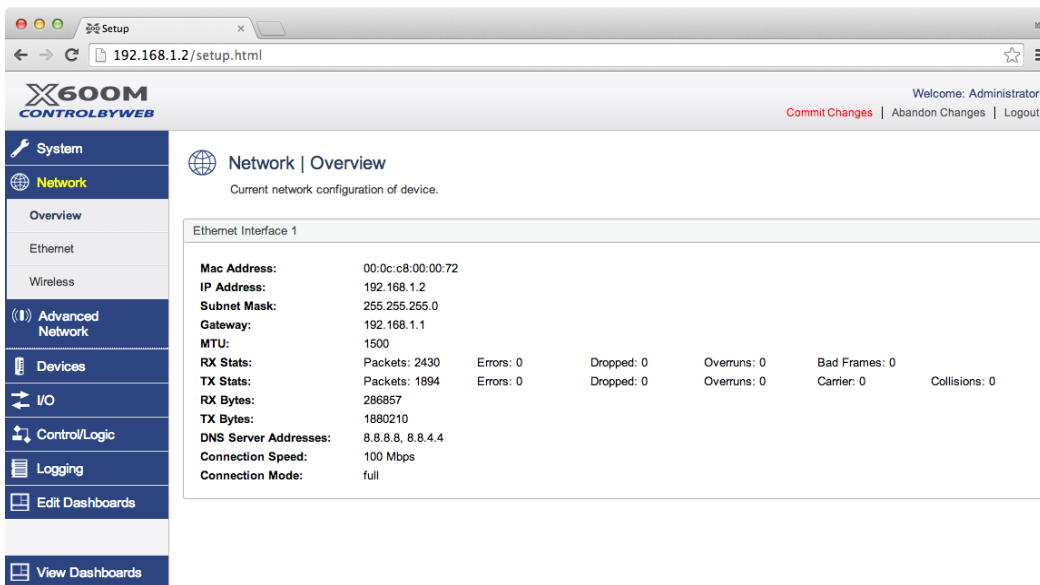 Setup
192.168.1.2/setup.html
X600M
CONTROLBYWEB
Welcome: Administrator
Commit Changes | Abandon Changes | Logout
System
Network
Overview
Ethernet
Wireless
Advanced
Network
Devices
I/O
Control/Logic
Logging
Edit Dashboards
View Dashboards
Network | Overview
Current network configuration of device.
Ethernet Interface 1
Mac Address: 00:0c:c8:00:00:72
IP Address: 192.168.1.2
Subnet Mask: 255.255.255.0
Gateway: 192.168.1.1
MTU: 1500
RX Stats: Packets: 2430 Errors: 0 Dropped: 0 Overruns: 0 Bad Frames: 0
TX Stats: Packets: 1894 Errors: 0 Dropped: 0 Overruns: 0 Carrier: 0 Collisions: 0
RX Bytes: 286857
TX Bytes: 1880210
DNS Server Addresses: 8.8.8.8, 8.8.4.4
Connection Speed: 100 Mbps
Connection Mode: full